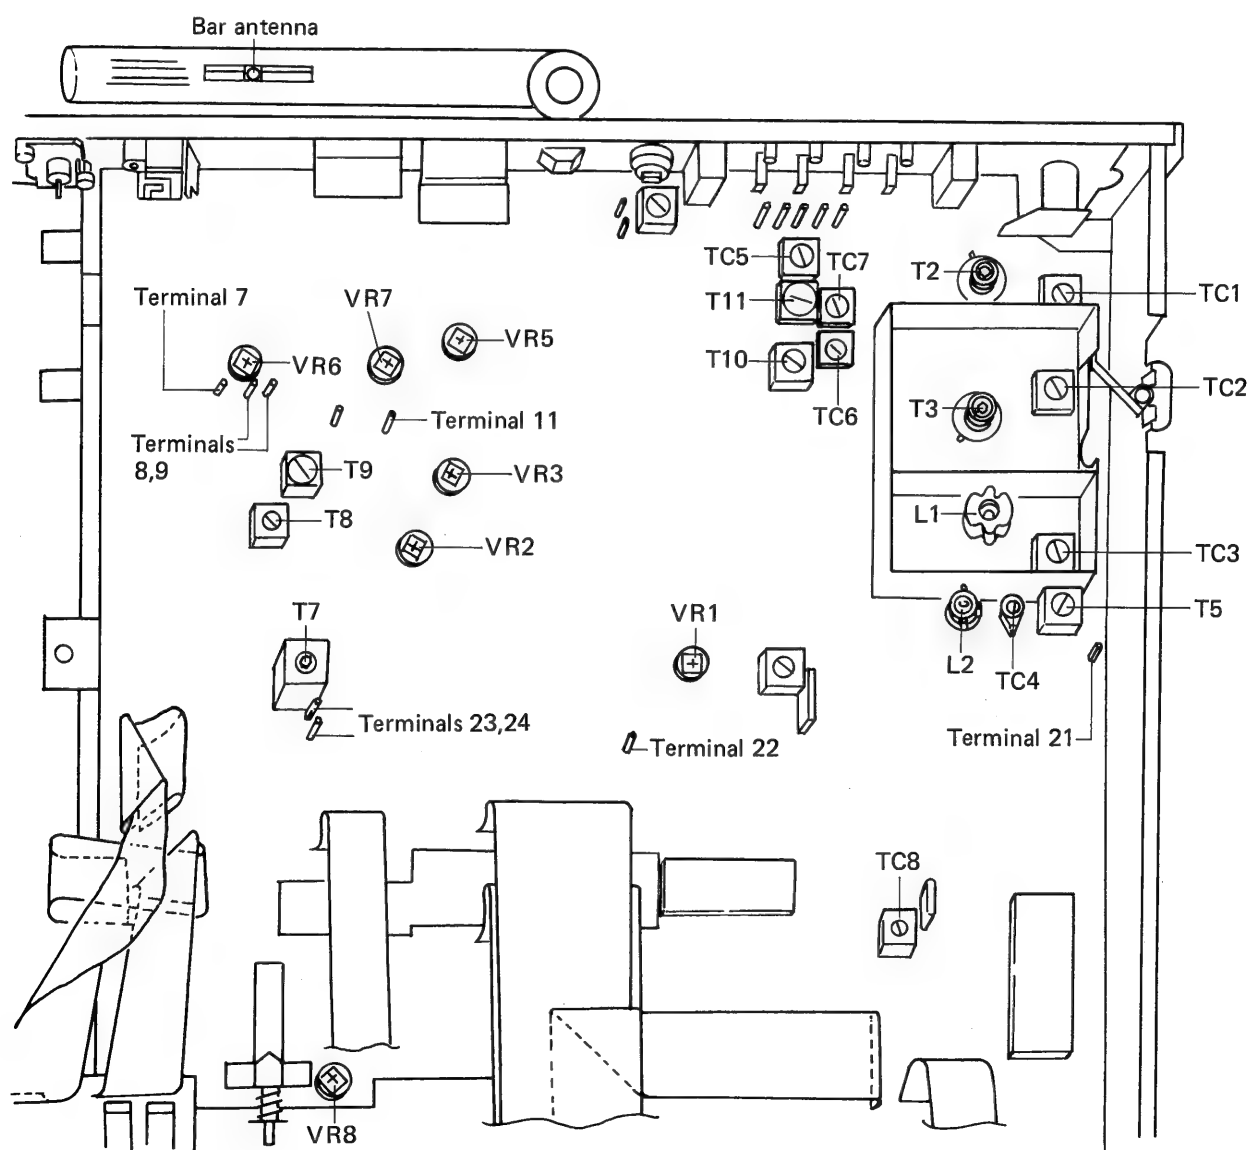 Bar antenna
TC5
TC7
T2
Terminal 7
VR7
T11
TC1
VR5
VR6
T10
TC2
T3
TC6
Terminal 11
Terminals
8,9
T9
VR3
L1
T8
VR2
TC3
T7
VR1
T5
L2
TC4
Terminals 23,24
Terminal 22
Terminal 21
TC8
VR8